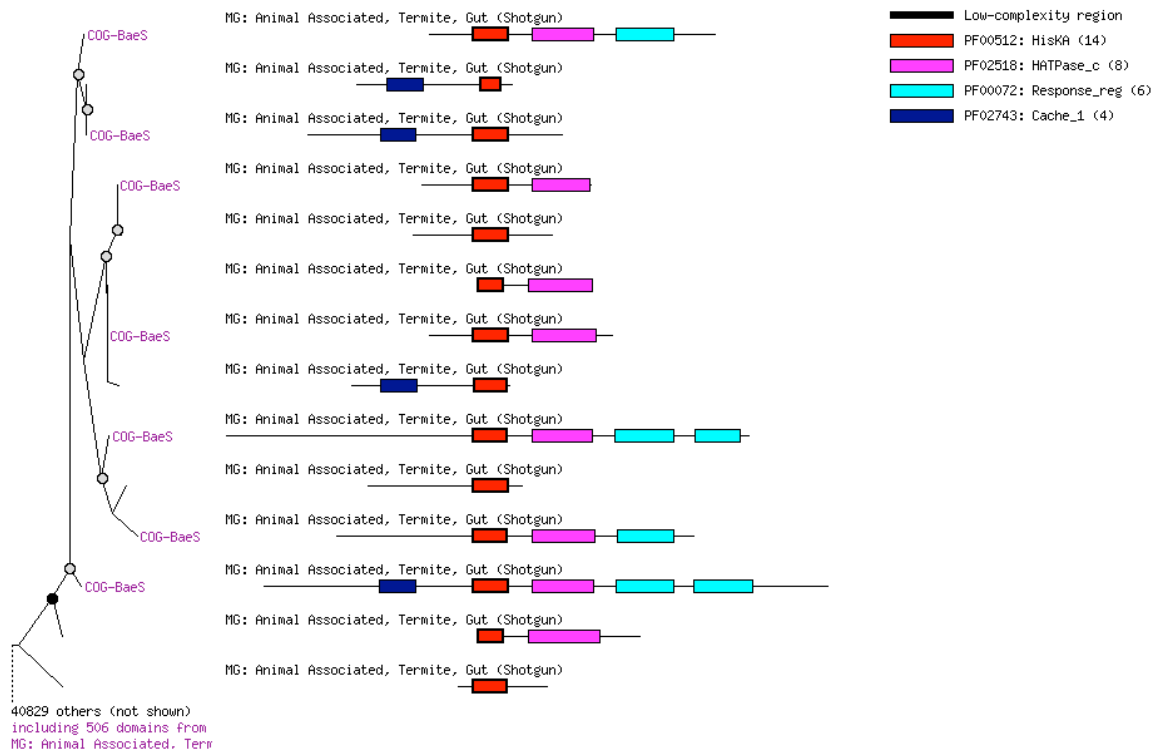 MG: Animal Associated, Termite, Gut (Shotgun)
COG-BaeS
MG: Animal Associated, Termite, Gut (Shotgun)
MG: Animal Associated, Termite, Gut (Shotgun)
COG-BaeS
MG: Animal Associated, Termite, Gut (Shotgun)
COG-BaeS
MG: Animal Associated, Termite, Gut (Shotgun)
MG: Animal Associated, Termite, Gut (Shotgun)
MG: Animal Associated, Termite, Gut (Shotgun)
COG-BaeS
MG: Animal Associated, Termite, Gut (Shotgun)
MG: Animal Associated, Termite, Gut (Shotgun)
COG-BaeS
MG: Animal Associated, Termite, Gut (Shotgun)
MG: Animal Associated, Termite, Gut (Shotgun)
COG-BaeS
MG: Animal Associated, Termite, Gut (Shotgun)
COG-BaeS
MG: Animal Associated, Termite, Gut (Shotgun)
MG: Animal Associated, Termite, Gut (Shotgun)
40829 others (not shown)
including 506 domains from
MG: Animal Associated, Term
Low-complexity region
PF00512: HisKA (14)
PF02518: HATPase_c (8)
PF00072: Response_reg (6)
PF02743: Cache_1 (4)